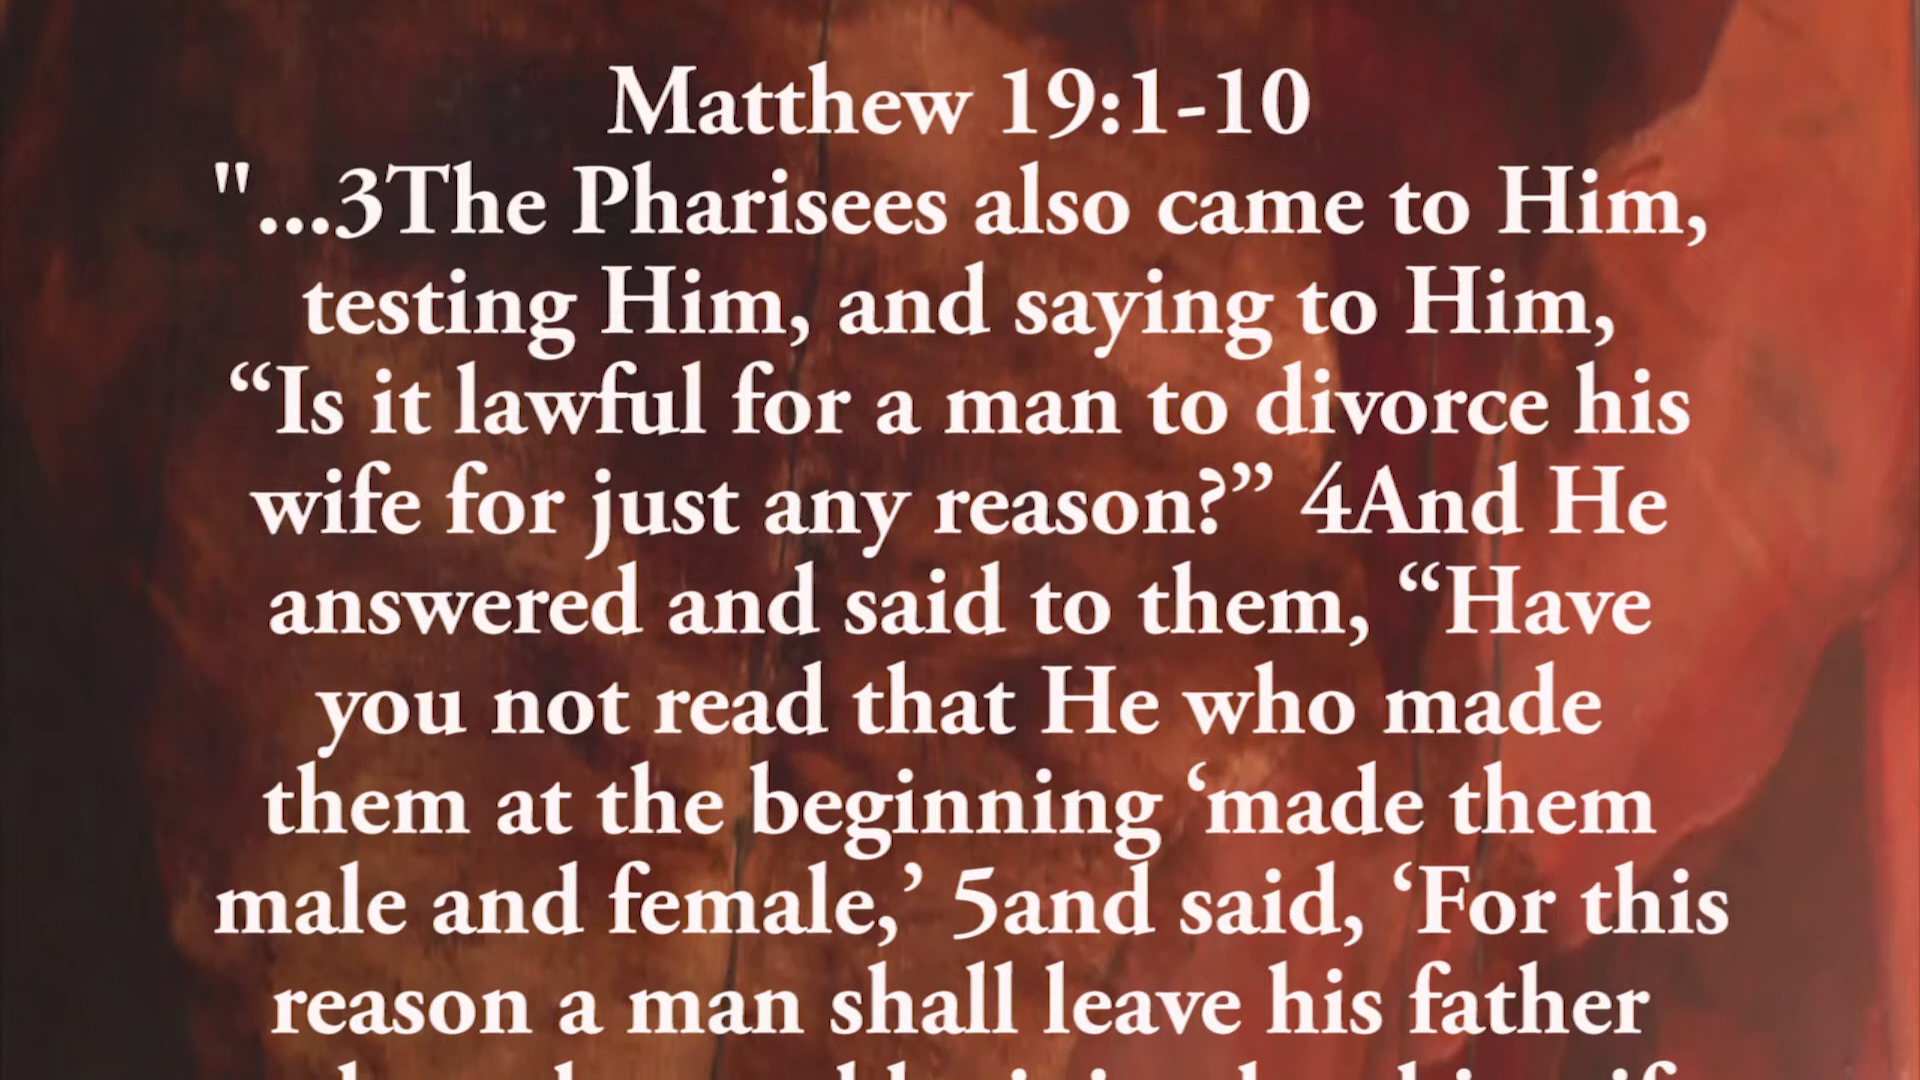 Matthew 19:1-10
"...3The Pharisees also came to Him,
testing Him, and saying to Him,
“Is it lawful for a man to divorce his
wife for just any reason?” 4And He
answered and said to them, “Have
you not read that He who made
them at the beginning ‘made them
male and female,’ 5and said, ‘For this
reason a man shall leave his father